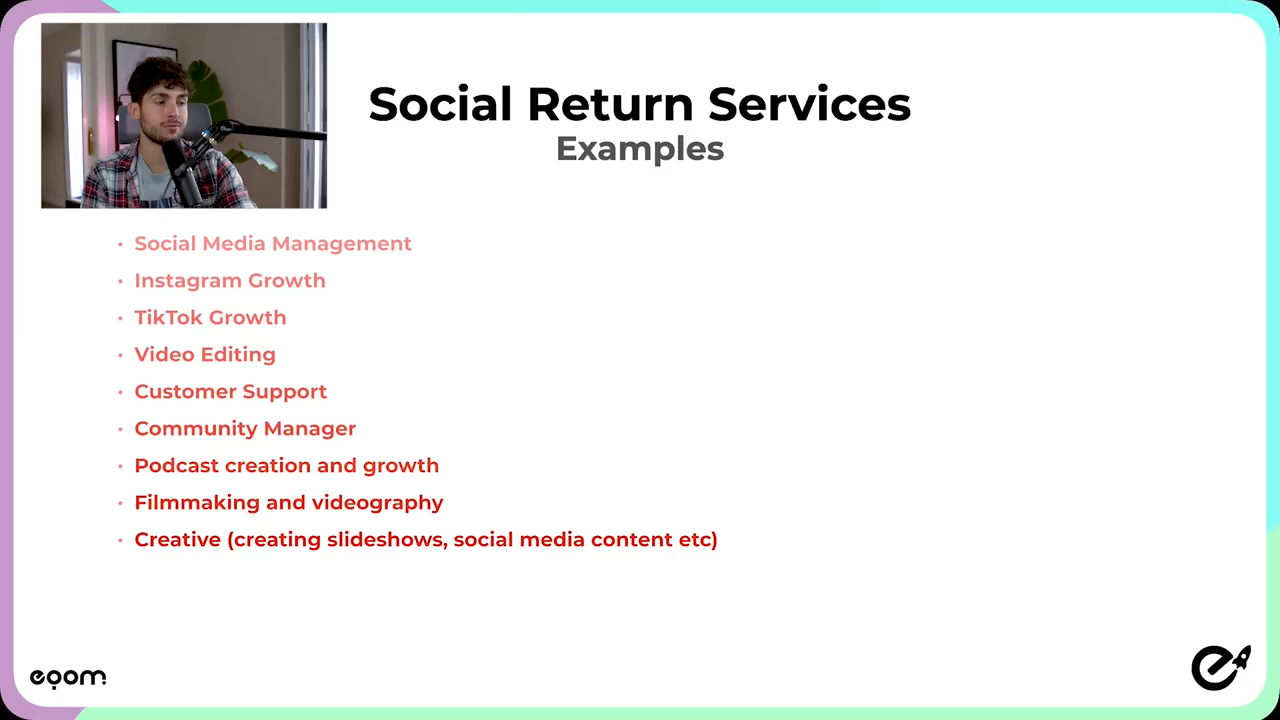 Social Return Services
Examples
• Social Media Management
• Instagram Growth
• TikTok Growth
• Video Editing
• Customer Support
• Community Manager
• Podcast creation and growth
• Filmmaking and videography
• Creative (creating slideshows, social media content etc)
eqom
e